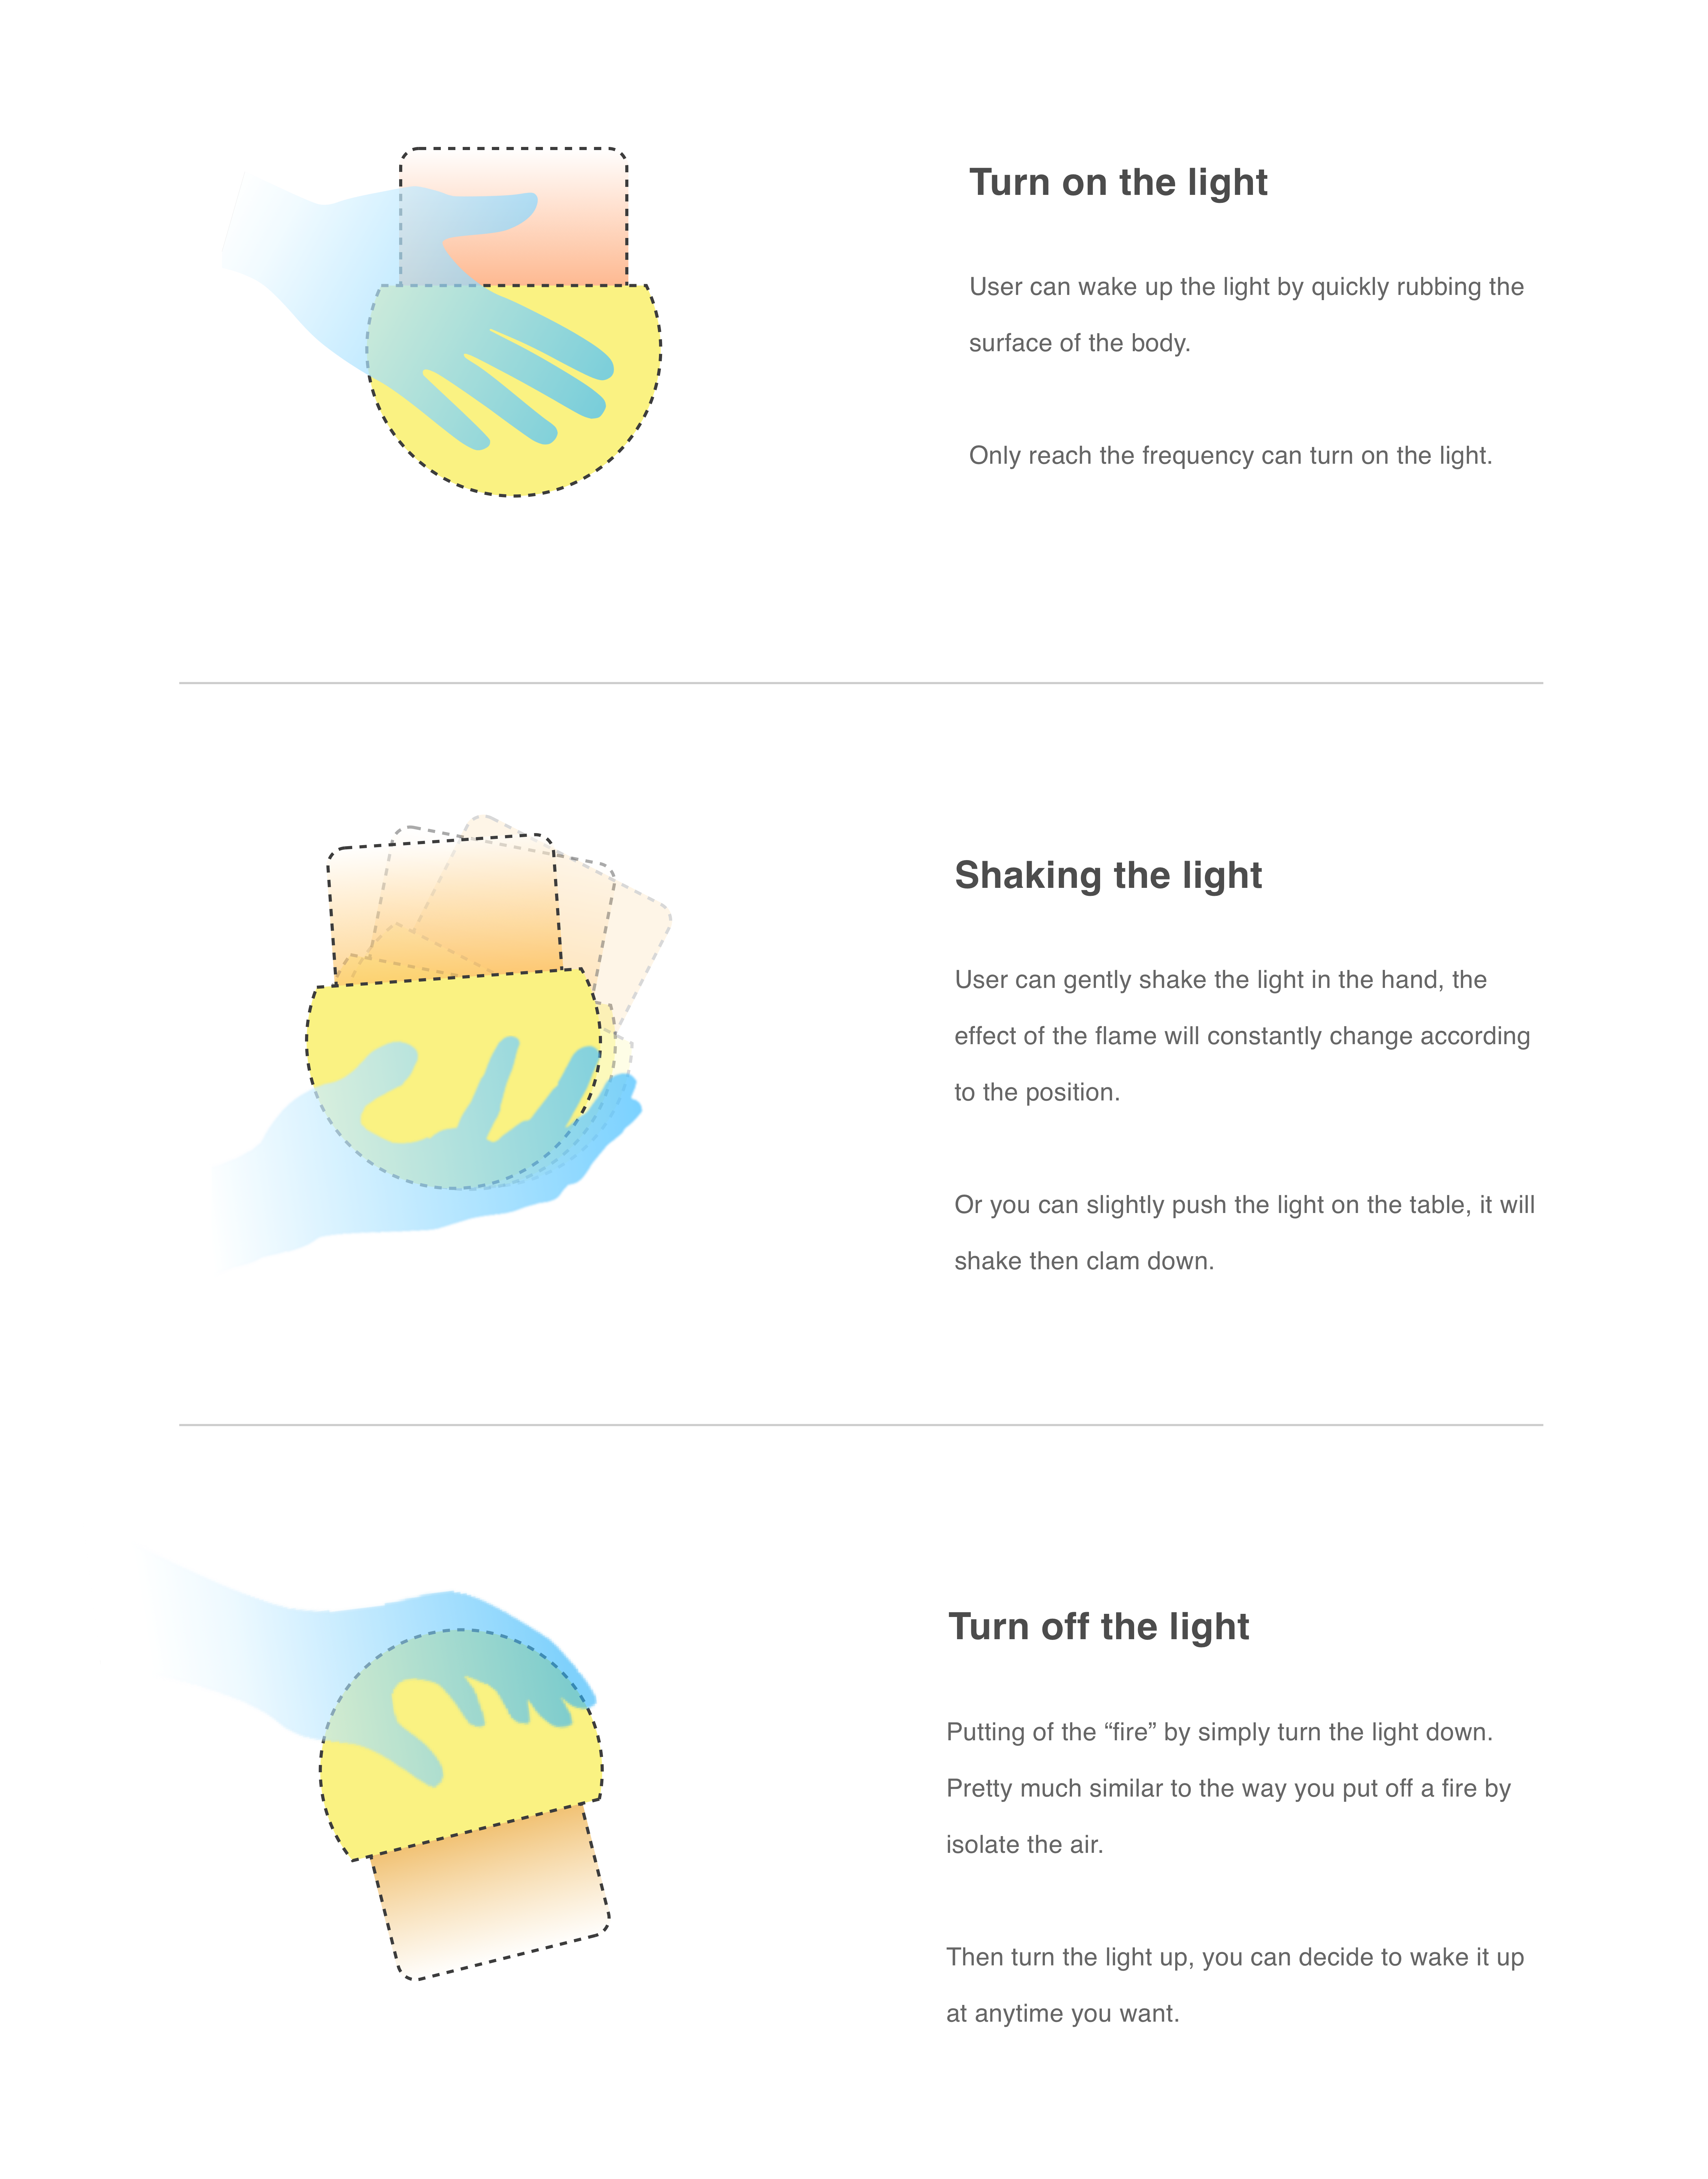 Turn on the light
User can wake up the light by quickly rubbing the
surface of the body.
Only reach the frequency can turn on the light.
Shaking the light
User can gently shake the light in the hand, the
effect of the flame will constantly change according
to the position.
Or you can slightly push the light on the table, it will
shake then clam down.
Turn off the light
Putting of the “fire” by simply turn the light down.
Pretty much similar to the way you put off a fire by
isolate the air.
Then turn the light up, you can decide to wake it up
at anytime you want.